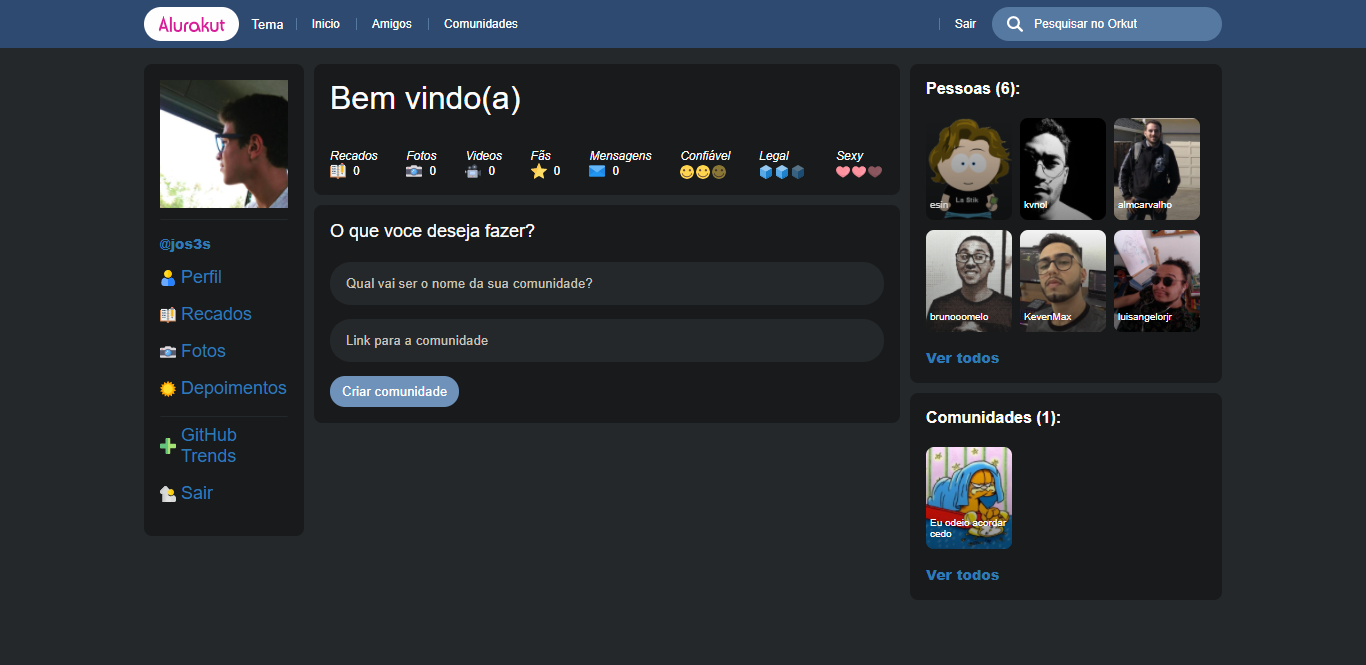 Alurakut
Tema
Inicio
Amigos
Comunidades
Sair
Pesquisar no Orkut
@jos3s
Perfil
Recados
Fotos
Depoimentos
GitHub
Trends
Sair
Bem vindo(a)
Recados
0
Fotos
0
Videos
0
Fãs
0
Mensagens
0
Confiável
Legal
Sexy
O que voce deseja fazer?
Qual vai ser o nome da sua comunidade?
Link para a comunidade
Criar comunidade
Pessoas (6):
La Stik
esin
kvnol
almcarvalho
brunooomelo
KevenMax
luisangelorjr
Ver todos
Comunidades (1):
Eu odeio acordar
cedo
Ver todos